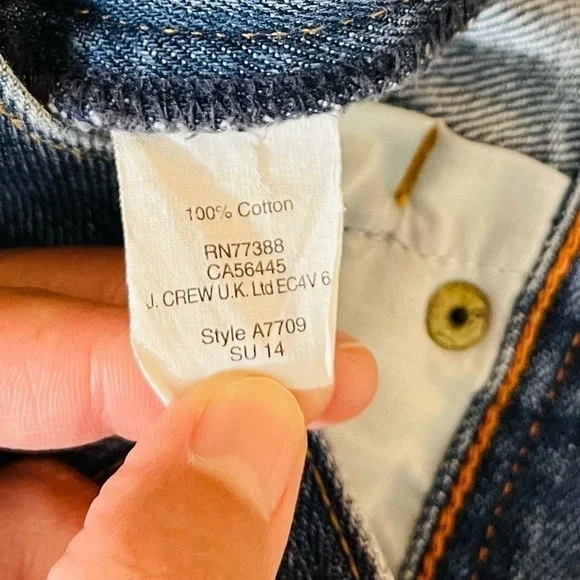 100% Cotton
RN77388
CA56445
J. CREW U.K. Ltd EC4V 6
Style A7709
SU 14